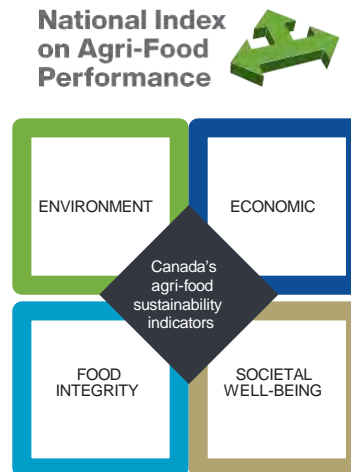 National Index
on Agri-Food
Performance
ENVIRONMENT
ECONOMIC
Canada's
agri-food
sustainability
indicators
FOOD
INTEGRITY
SOCIETAL
WELL-BEING